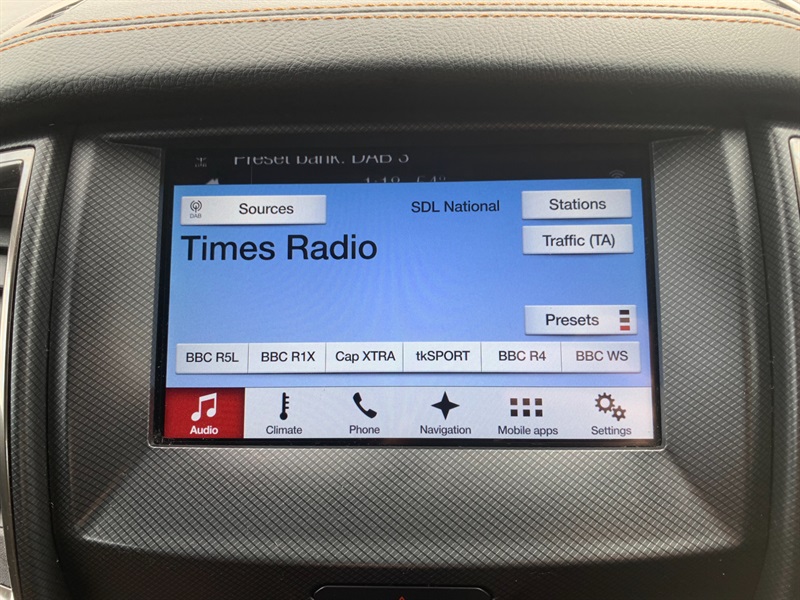 Preset bank: DAB 3
DAB
Sources
SDL National
Stations
Times Radio
Traffic (TA)
Presets
BBC R5L
BBC R1X
Cap XTRA
tkSPORT
BBC R4
BBC WS
Audio
Climate
Phone
Navigation
Mobile apps
Settings